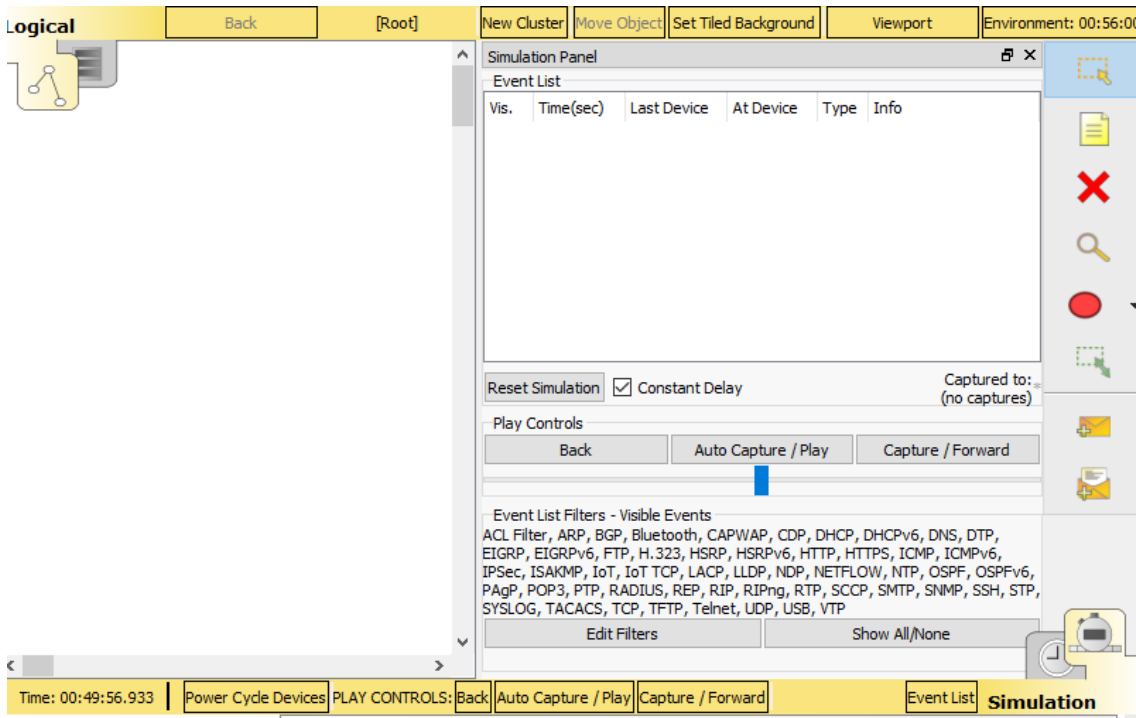 Logical
Back
[Root]
New Cluster
Move Object
Set Tiled Background
Viewport
Environment: 00:56:00
Simulation Panel
Event List
Vis. Time(sec) Last Device At Device Type Info
Reset Simulation
Constant Delay
Captured to:
(no captures)
Play Controls
Back
Auto Capture / Play
Capture / Forward
Event List Filters - Visible Events
ACL Filter, ARP, BGP, Bluetooth, CAPWAP, CDP, DHCP, DHCPv6, DNS, DTP,
EIGRP, EIGRPv6, FTP, H.323, HSRP, HSRPv6, HTTP, HTTPS, ICMP, ICMPv6,
IPSec, ISAKMP, IoT, IoT TCP, LACP, LLDP, NDP, NETFLOW, NTP, OSPF, OSPFv6,
PAgP, POP3, PTP, RADIUS, REP, RIP, RIPng, RTP, SCCP, SMTP, SNMP, SSH, STP,
SYSLOG, TACACS, TCP, TFTP, Telnet, UDP, USB, VTP
Edit Filters
Show All/None
Time: 00:49:56.933
Power Cycle Devices
PLAY CONTROLS:
Back
Auto Capture / Play
Capture / Forward
Event List
Simulation